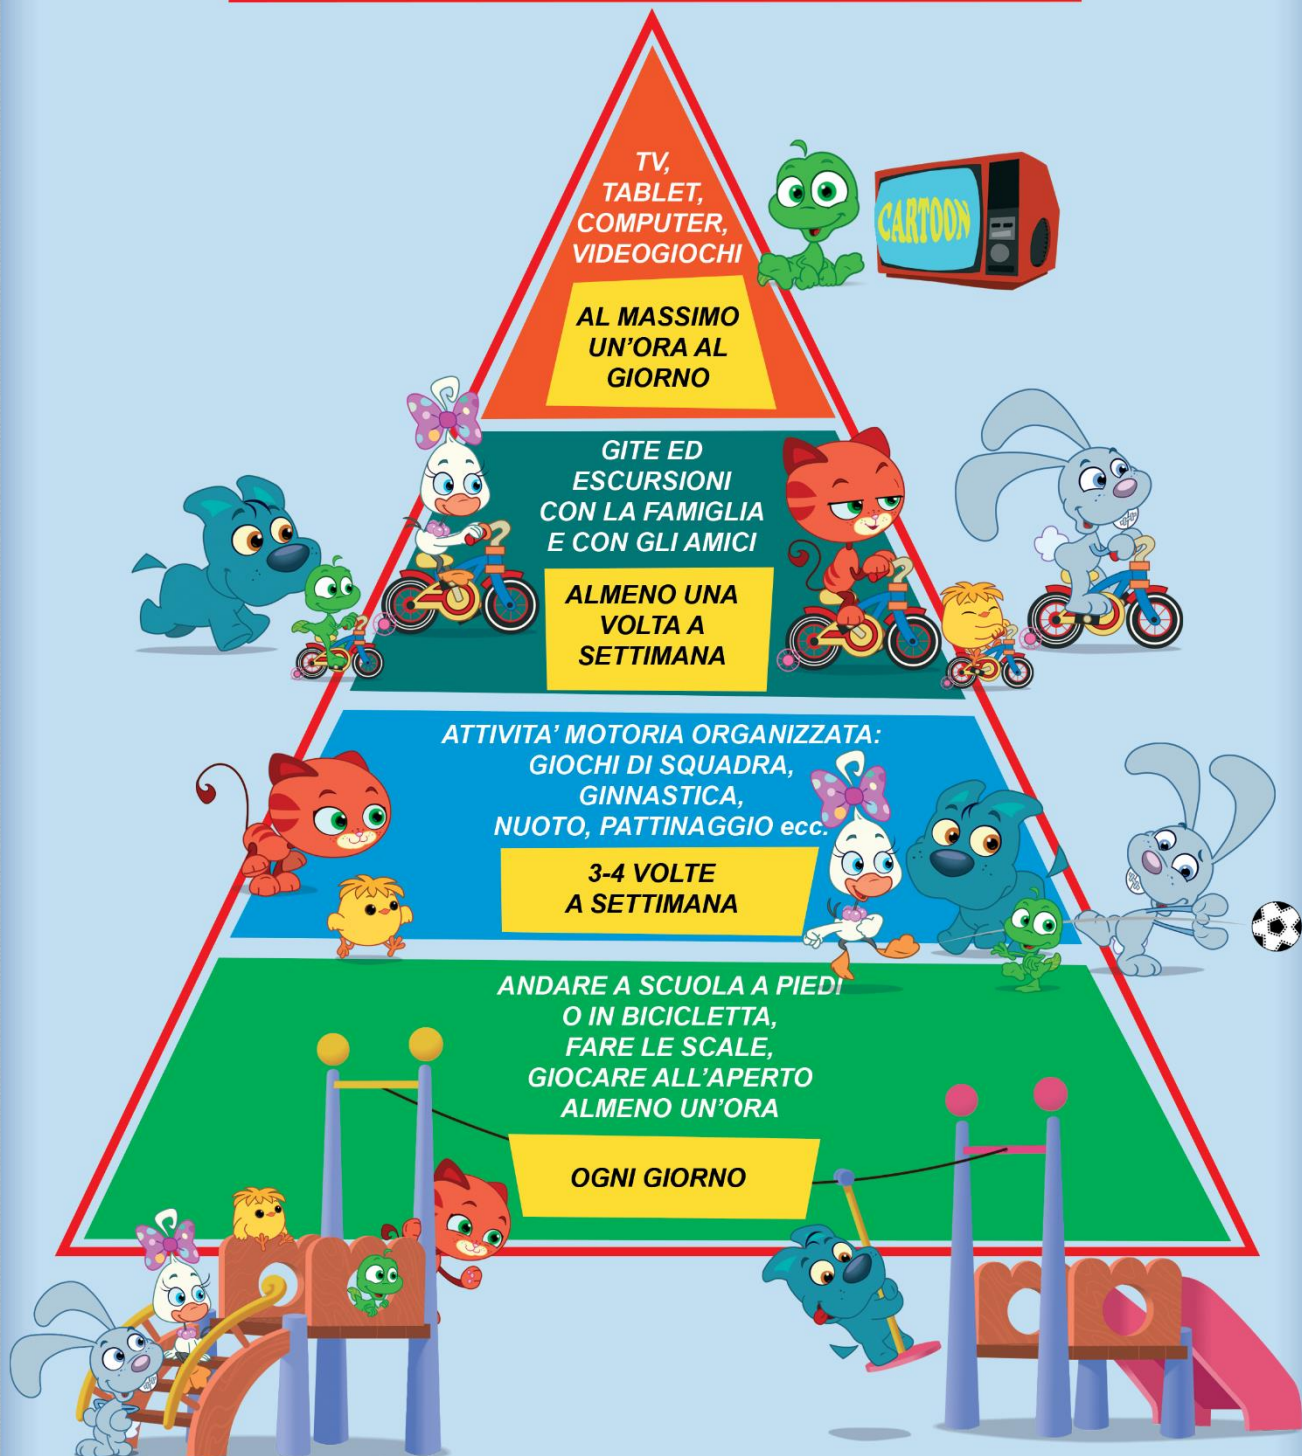 TV,
TABLET,
COMPUTER,
VIDEOGIOCHI
CARTOON
AL MASSIMO
UN'ORA AL
GIORNO
GITE ED
ESCURSIONI
CON LA FAMIGLIA
E CON GLI AMICI
ALMENO UNA
VOLTA A
SETTIMANA
ATTIVITA' MOTORIA ORGANIZZATA:
GIOCHI DI SQUADRA,
GINNASTICA,
NUOTO, PATTINAGGIO ecc.
3-4 VOLTE
A SETTIMANA
ANDARE A SCUOLA A PIEDI
O IN BICICLETTA,
FARE LE SCALE,
GIOCARE ALL'APERTO
ALMENO UN'ORA
OGNI GIORNO